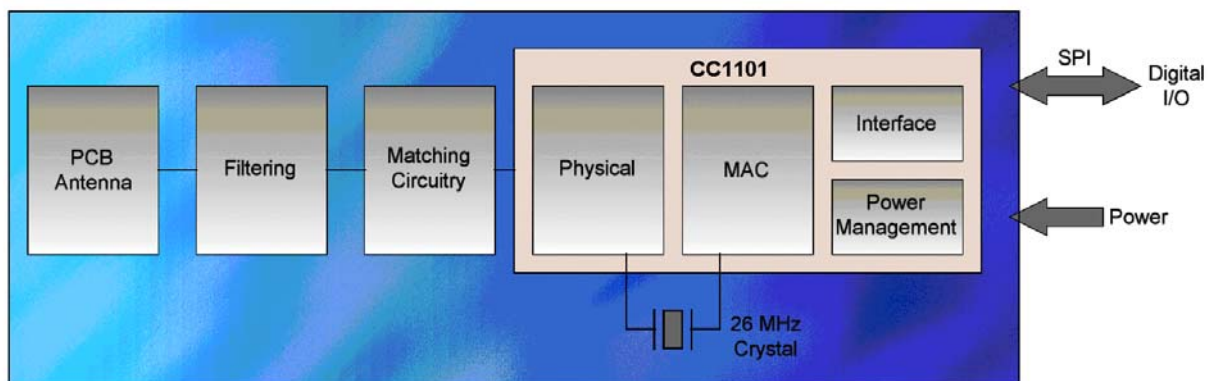 CC1101
SPI
Digital
I/O
PCB
Antenna
Filtering
Matching
Circuitry
Physical
MAC
Interface
Power
Management
Power
26 MHz
Crystal